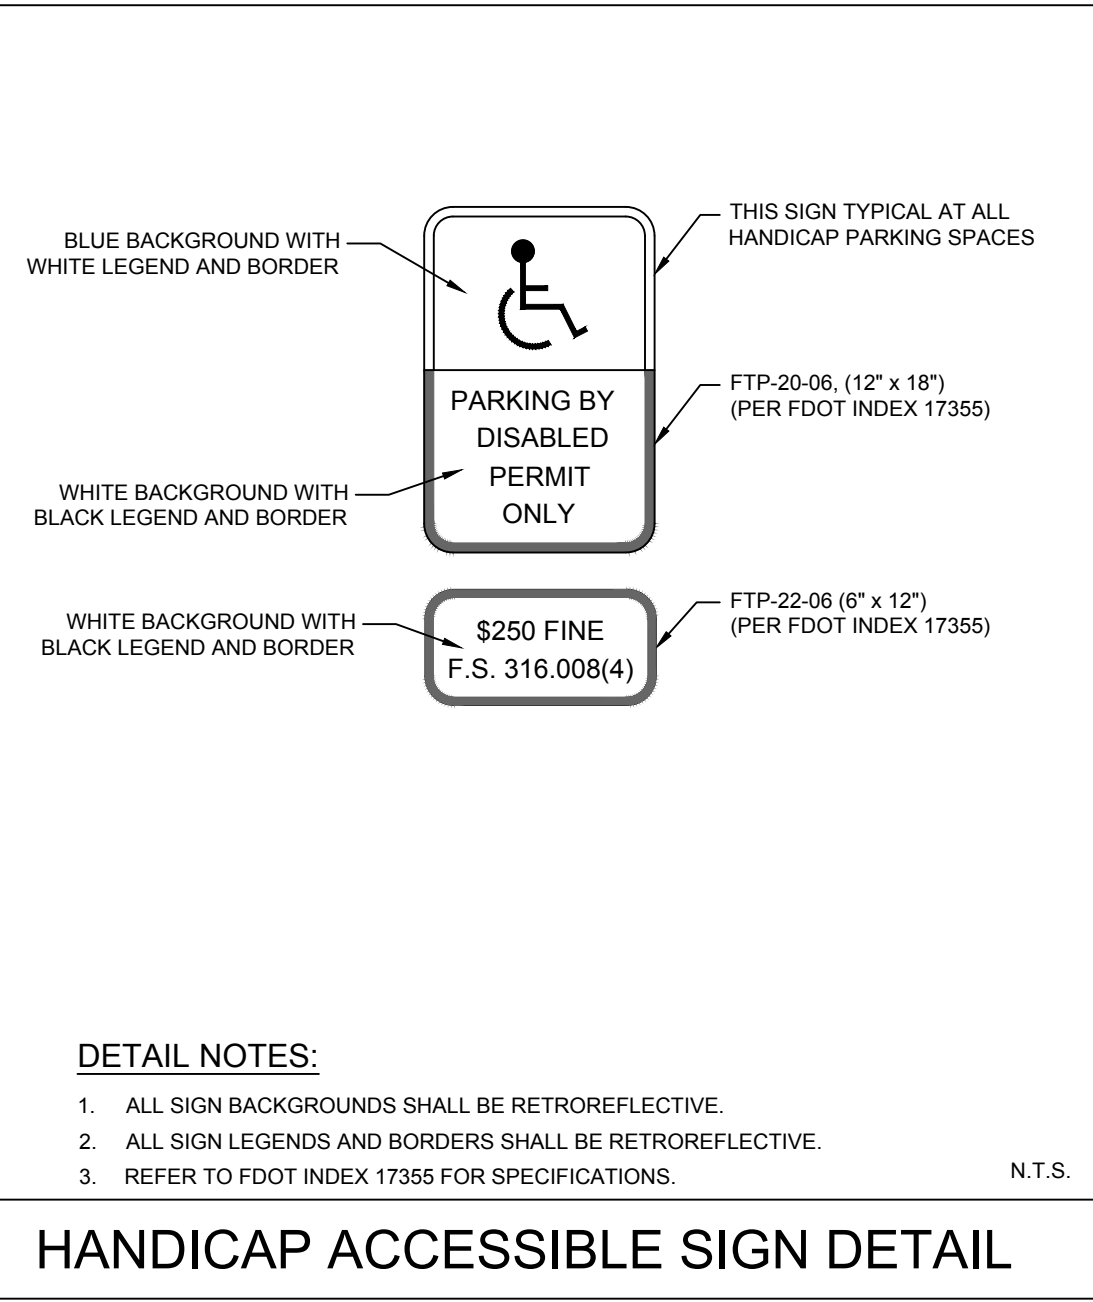 BLUE BACKGROUND WITH
WHITE LEGEND AND BORDER
THIS SIGN TYPICAL AT ALL
HANDICAP PARKING SPACES
FTP-20-06, (12" x 18")
(PER FDOT INDEX 17355)
PARKING BY
DISABLED
PERMIT
ONLY
WHITE BACKGROUND WITH
BLACK LEGEND AND BORDER
WHITE BACKGROUND WITH
BLACK LEGEND AND BORDER
$250 FINE
F.S. 316.008(4)
FTP-22-06 (6" x 12")
(PER FDOT INDEX 17355)
DETAIL NOTES:
1. ALL SIGN BACKGROUNDS SHALL BE RETROREFLECTIVE.
2. ALL SIGN LEGENDS AND BORDERS SHALL BE RETROREFLECTIVE.
3. REFER TO FDOT INDEX 17355 FOR SPECIFICATIONS.
N.T.S.
HANDICAP ACCESSIBLE SIGN DETAIL